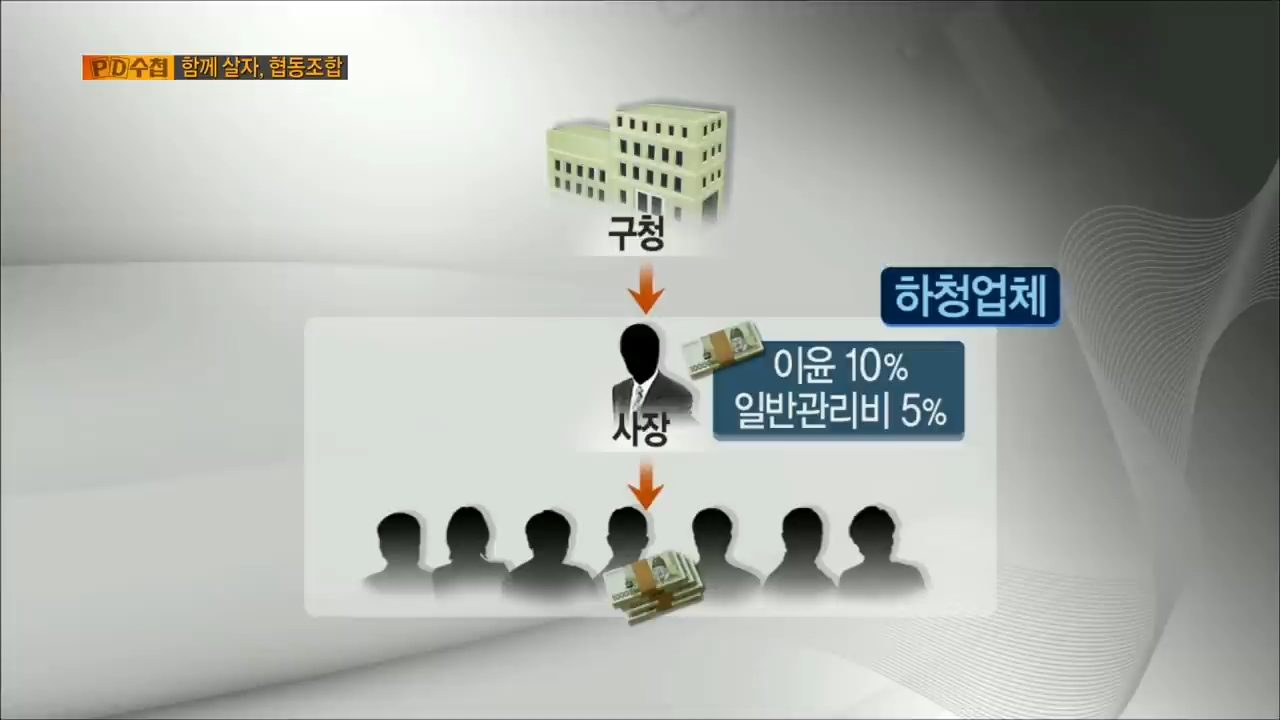 PD수첩 함께 살자, 협동조합
구청
하청업체
이윤 10%
일반관리비 5%
사장